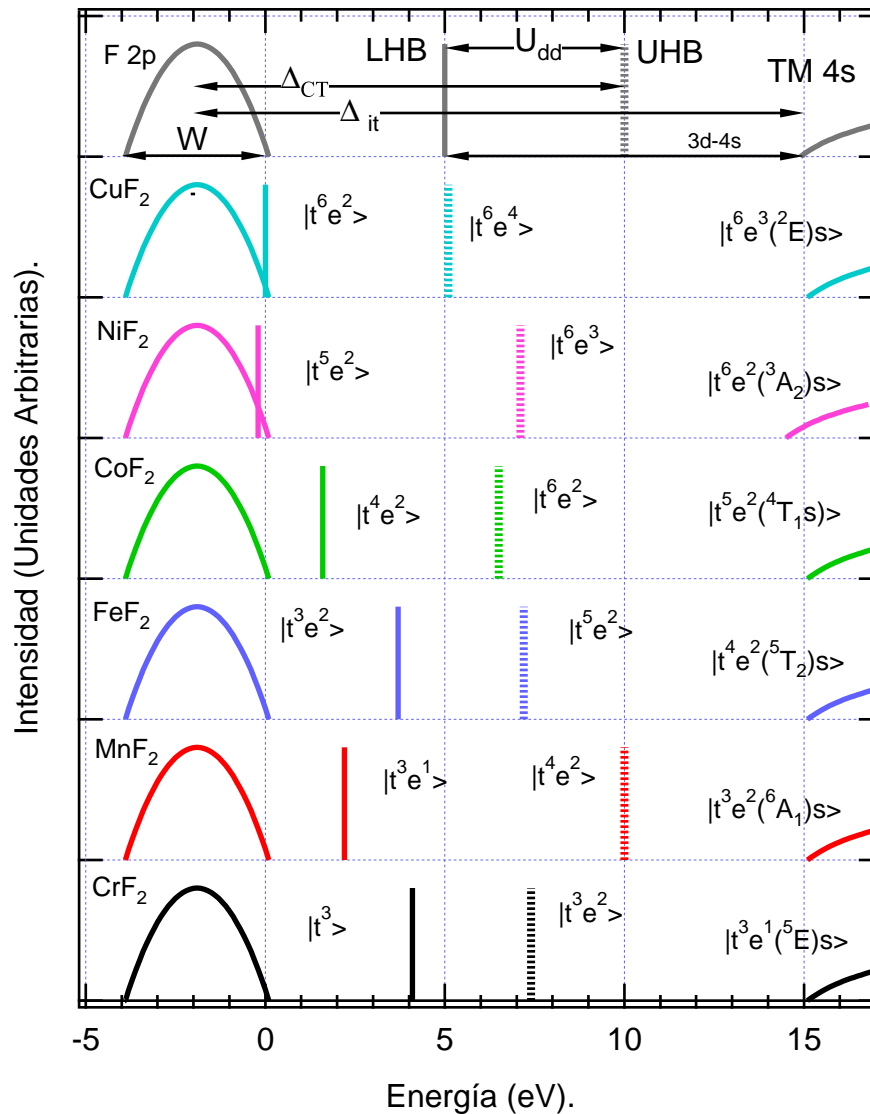 F 2p LHB U_dd UHB TM 4s
Δ_CT
Δ_it
W 3d-4s
CuF₂ |t⁶e²> |t⁶e⁴> |t⁶e³(²E)s>
NiF₂ |t⁵e²> |t⁶e³> |t⁶e²(³A₂)s>
CoF₂ |t⁴e²> |t⁶e²> |t⁵e²(⁴T₁s)>
FeF₂ |t³e²> |t⁵e²> |t⁴e²(⁵T₂)s>
MnF₂ |t³e¹> |t⁴e²> |t³e²(⁶A₁)s>
CrF₂ |t³> |t³e²> |t³e¹(⁵E)s>
-5 0 5 10 15
Energía (eV).
Intensidad (Unidades Arbitrarias).